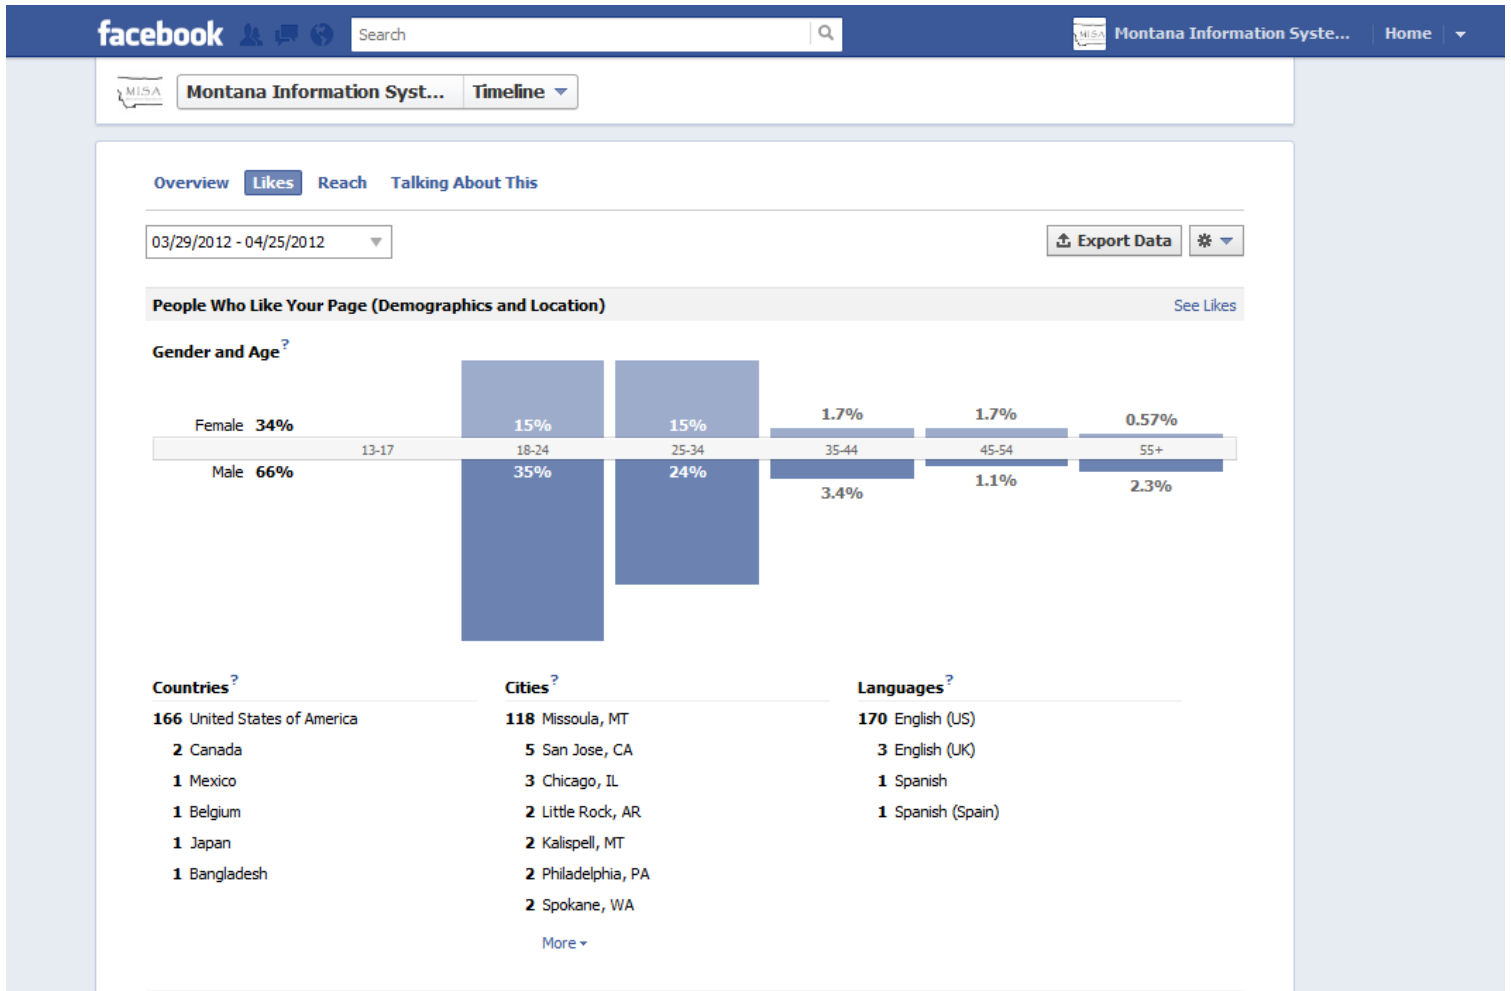 facebook Search Montana Information Syste... Home
MISA Montana Information Syst... Timeline
Overview Likes Reach Talking About This
03/29/2012 - 04/25/2012 Export Data
People Who Like Your Page (Demographics and Location) See Likes
Gender and Age?
Female 34% 15% 15% 1.7% 1.7% 0.57%
13-17 18-24 25-34 35-44 45-54 55+
Male 66% 35% 24% 3.4% 1.1% 2.3%
Countries?
166 United States of America
2 Canada
1 Mexico
1 Belgium
1 Japan
1 Bangladesh
Cities?
118 Missoula, MT
5 San Jose, CA
3 Chicago, IL
2 Little Rock, AR
2 Kalispell, MT
2 Philadelphia, PA
2 Spokane, WA
More
Languages?
170 English (US)
3 English (UK)
1 Spanish
1 Spanish (Spain)